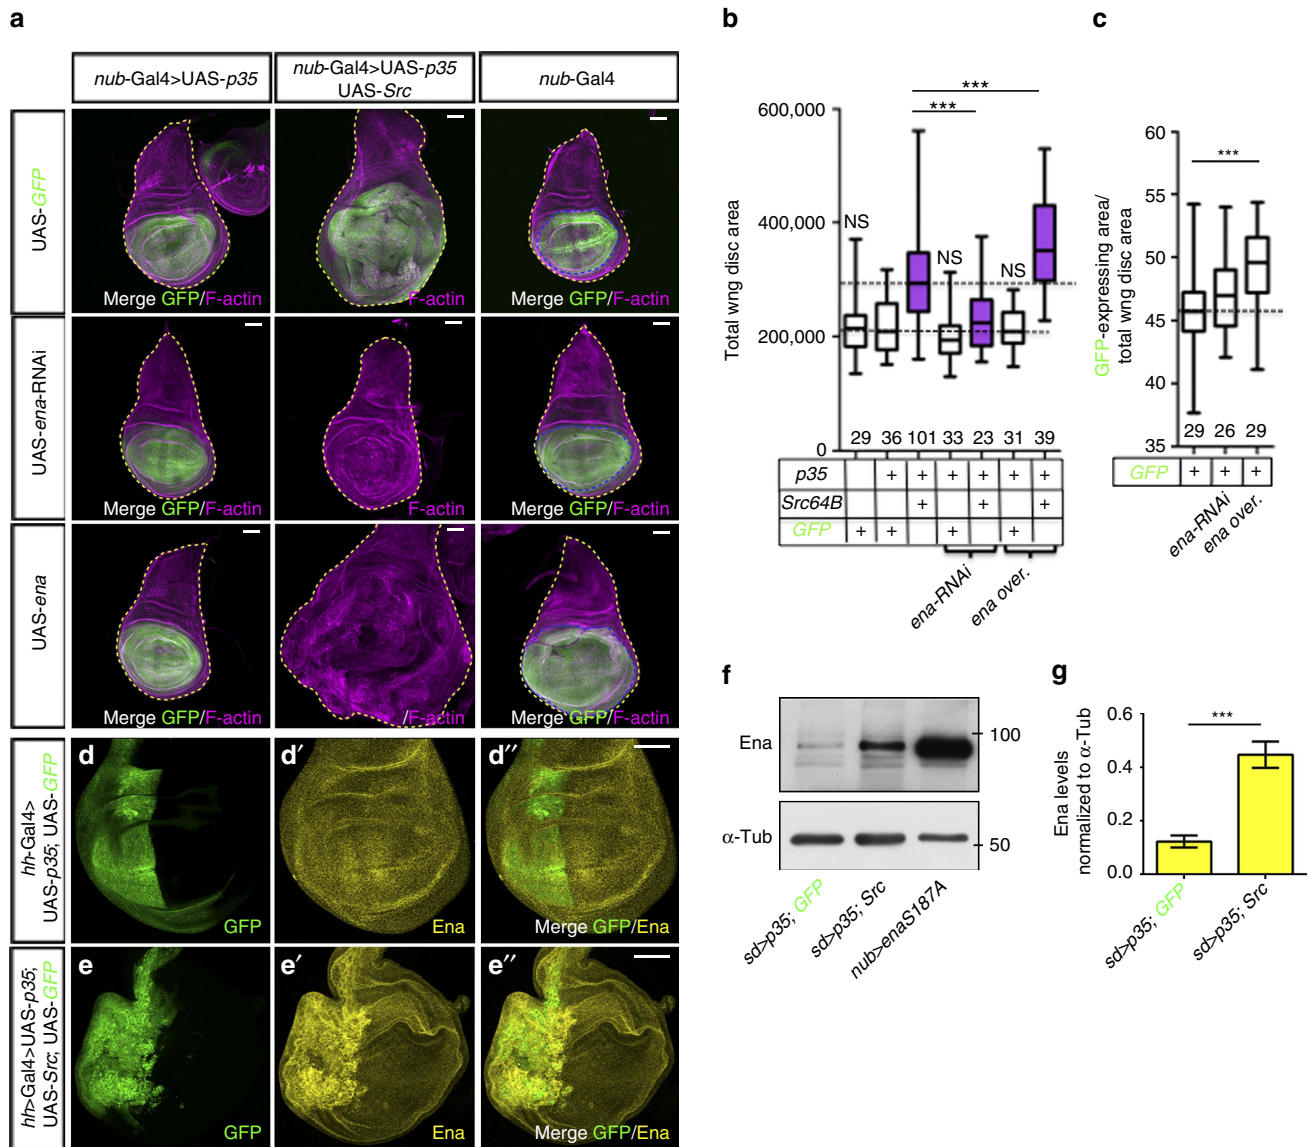 a
nub-Gal4>UAS-p35
nub-Gal4>UAS-p35
UAS-Src
nub-Gal4
UAS-GFP
Merge GFP/F-actin
F-actin
Merge GFP/F-actin
UAS-ena-RNAi
Merge GFP/F-actin
F-actin
Merge GFP/F-actin
UAS-ena
Merge GFP/F-actin
/F-actin
Merge GFP/F-actin
hh-Gal4>
UAS-p35; UAS-GFP
d
GFP
d′
Ena
d″
Merge GFP/Ena
hh>Gal4>UAS-p35;
UAS-Src; UAS-GFP
e
GFP
e′
Ena
e″
Merge GFP/Ena
b
Total wng disc area
600,000
400,000
200,000
0
***
***
NS
NS
NS
29 36 101 33 23 31 39
p35 + + + + + +
Src64B + + +
GFP + + + +
ena-RNAi
ena over.
c
GFP-expressing area/
total wng disc area
60
55
50
45
40
35
***
29 26 29
GFP + + +
ena-RNAi
ena over.
f
Ena
α-Tub
100
50
sd>p35; GFP
sd>p35; Src
nub>enaS187A
g
Ena levels
normalized to α-Tub
0.6
0.4
0.2
0.0
***
sd>p35; GFP
sd>p35; Src